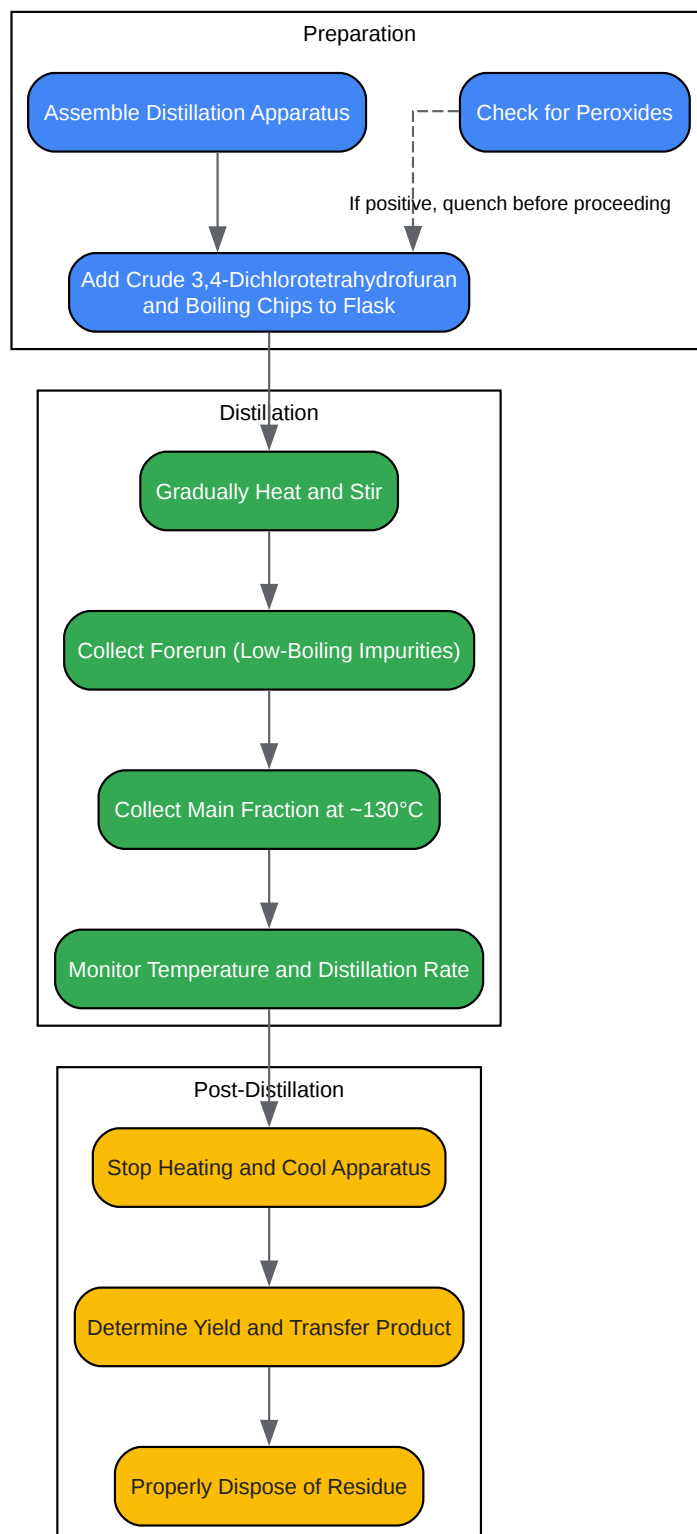 Preparation
Assemble Distillation Apparatus
Check for Peroxides
If positive, quench before proceeding
Add Crude 3,4-Dichlorotetrahydrofuran
and Boiling Chips to Flask
Distillation
Gradually Heat and Stir
Collect Forerun (Low-Boiling Impurities)
Collect Main Fraction at ~130°C
Monitor Temperature and Distillation Rate
Post-Distillation
Stop Heating and Cool Apparatus
Determine Yield and Transfer Product
Properly Dispose of Residue